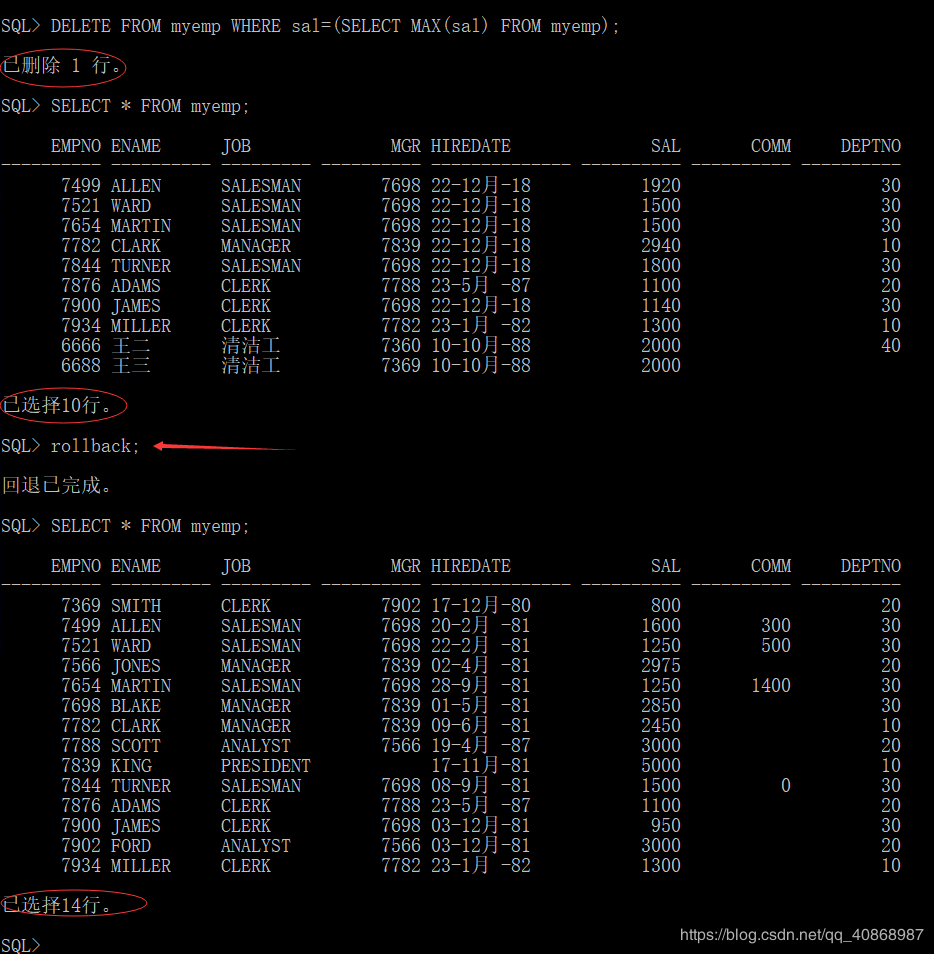 SQL> DELETE FROM myemp WHERE sal=(SELECT MAX(sal) FROM myemp);
已删除 1 行。
SQL> SELECT * FROM myemp;
     EMPNO ENAME      JOB              MGR HIREDATE              SAL       COMM     DEPTNO
---------- ---------- --------- ---------- -------------- ---------- ---------- ----------
      7499 ALLEN      SALESMAN        7698 22-12月-18           1920                    30
      7521 WARD       SALESMAN        7698 22-12月-18           1500                    30
      7654 MARTIN     SALESMAN        7698 22-12月-18           1500                    30
      7782 CLARK      MANAGER         7839 22-12月-18           2940                    10
      7844 TURNER     SALESMAN        7698 22-12月-18           1800                    30
      7876 ADAMS      CLERK           7788 23-5月 -87           1100                    20
      7900 JAMES      CLERK           7698 22-12月-18           1140                    30
      7934 MILLER     CLERK           7782 23-1月 -82           1300                    10
      6666 王二       清洁工          7360 10-10月-88           2000                    40
      6688 王三       清洁工          7369 10-10月-88           2000
已选择10行。
SQL> rollback;
回退已完成。
SQL> SELECT * FROM myemp;
     EMPNO ENAME      JOB              MGR HIREDATE              SAL       COMM     DEPTNO
---------- ---------- --------- ---------- -------------- ---------- ---------- ----------
      7369 SMITH      CLERK           7902 17-12月-80            800                    20
      7499 ALLEN      SALESMAN        7698 20-2月 -81           1600        300         30
      7521 WARD       SALESMAN        7698 22-2月 -81           1250        500         30
      7566 JONES      MANAGER         7839 02-4月 -81           2975                    20
      7654 MARTIN     SALESMAN        7698 28-9月 -81           1250       1400         30
      7698 BLAKE      MANAGER         7839 01-5月 -81           2850                    30
      7782 CLARK      MANAGER         7839 09-6月 -81           2450                    10
      7788 SCOTT      ANALYST         7566 19-4月 -87           3000                    20
      7839 KING       PRESIDENT            17-11月-81           5000                    10
      7844 TURNER     SALESMAN        7698 08-9月 -81           1500          0         30
      7876 ADAMS      CLERK           7788 23-5月 -87           1100                    20
      7900 JAMES      CLERK           7698 03-12月-81            950                    30
      7902 FORD       ANALYST         7566 03-12月-81           3000                    20
      7934 MILLER     CLERK           7782 23-1月 -82           1300                    10
已选择14行。
SQL>
https://blog.csdn.net/qq_40868987